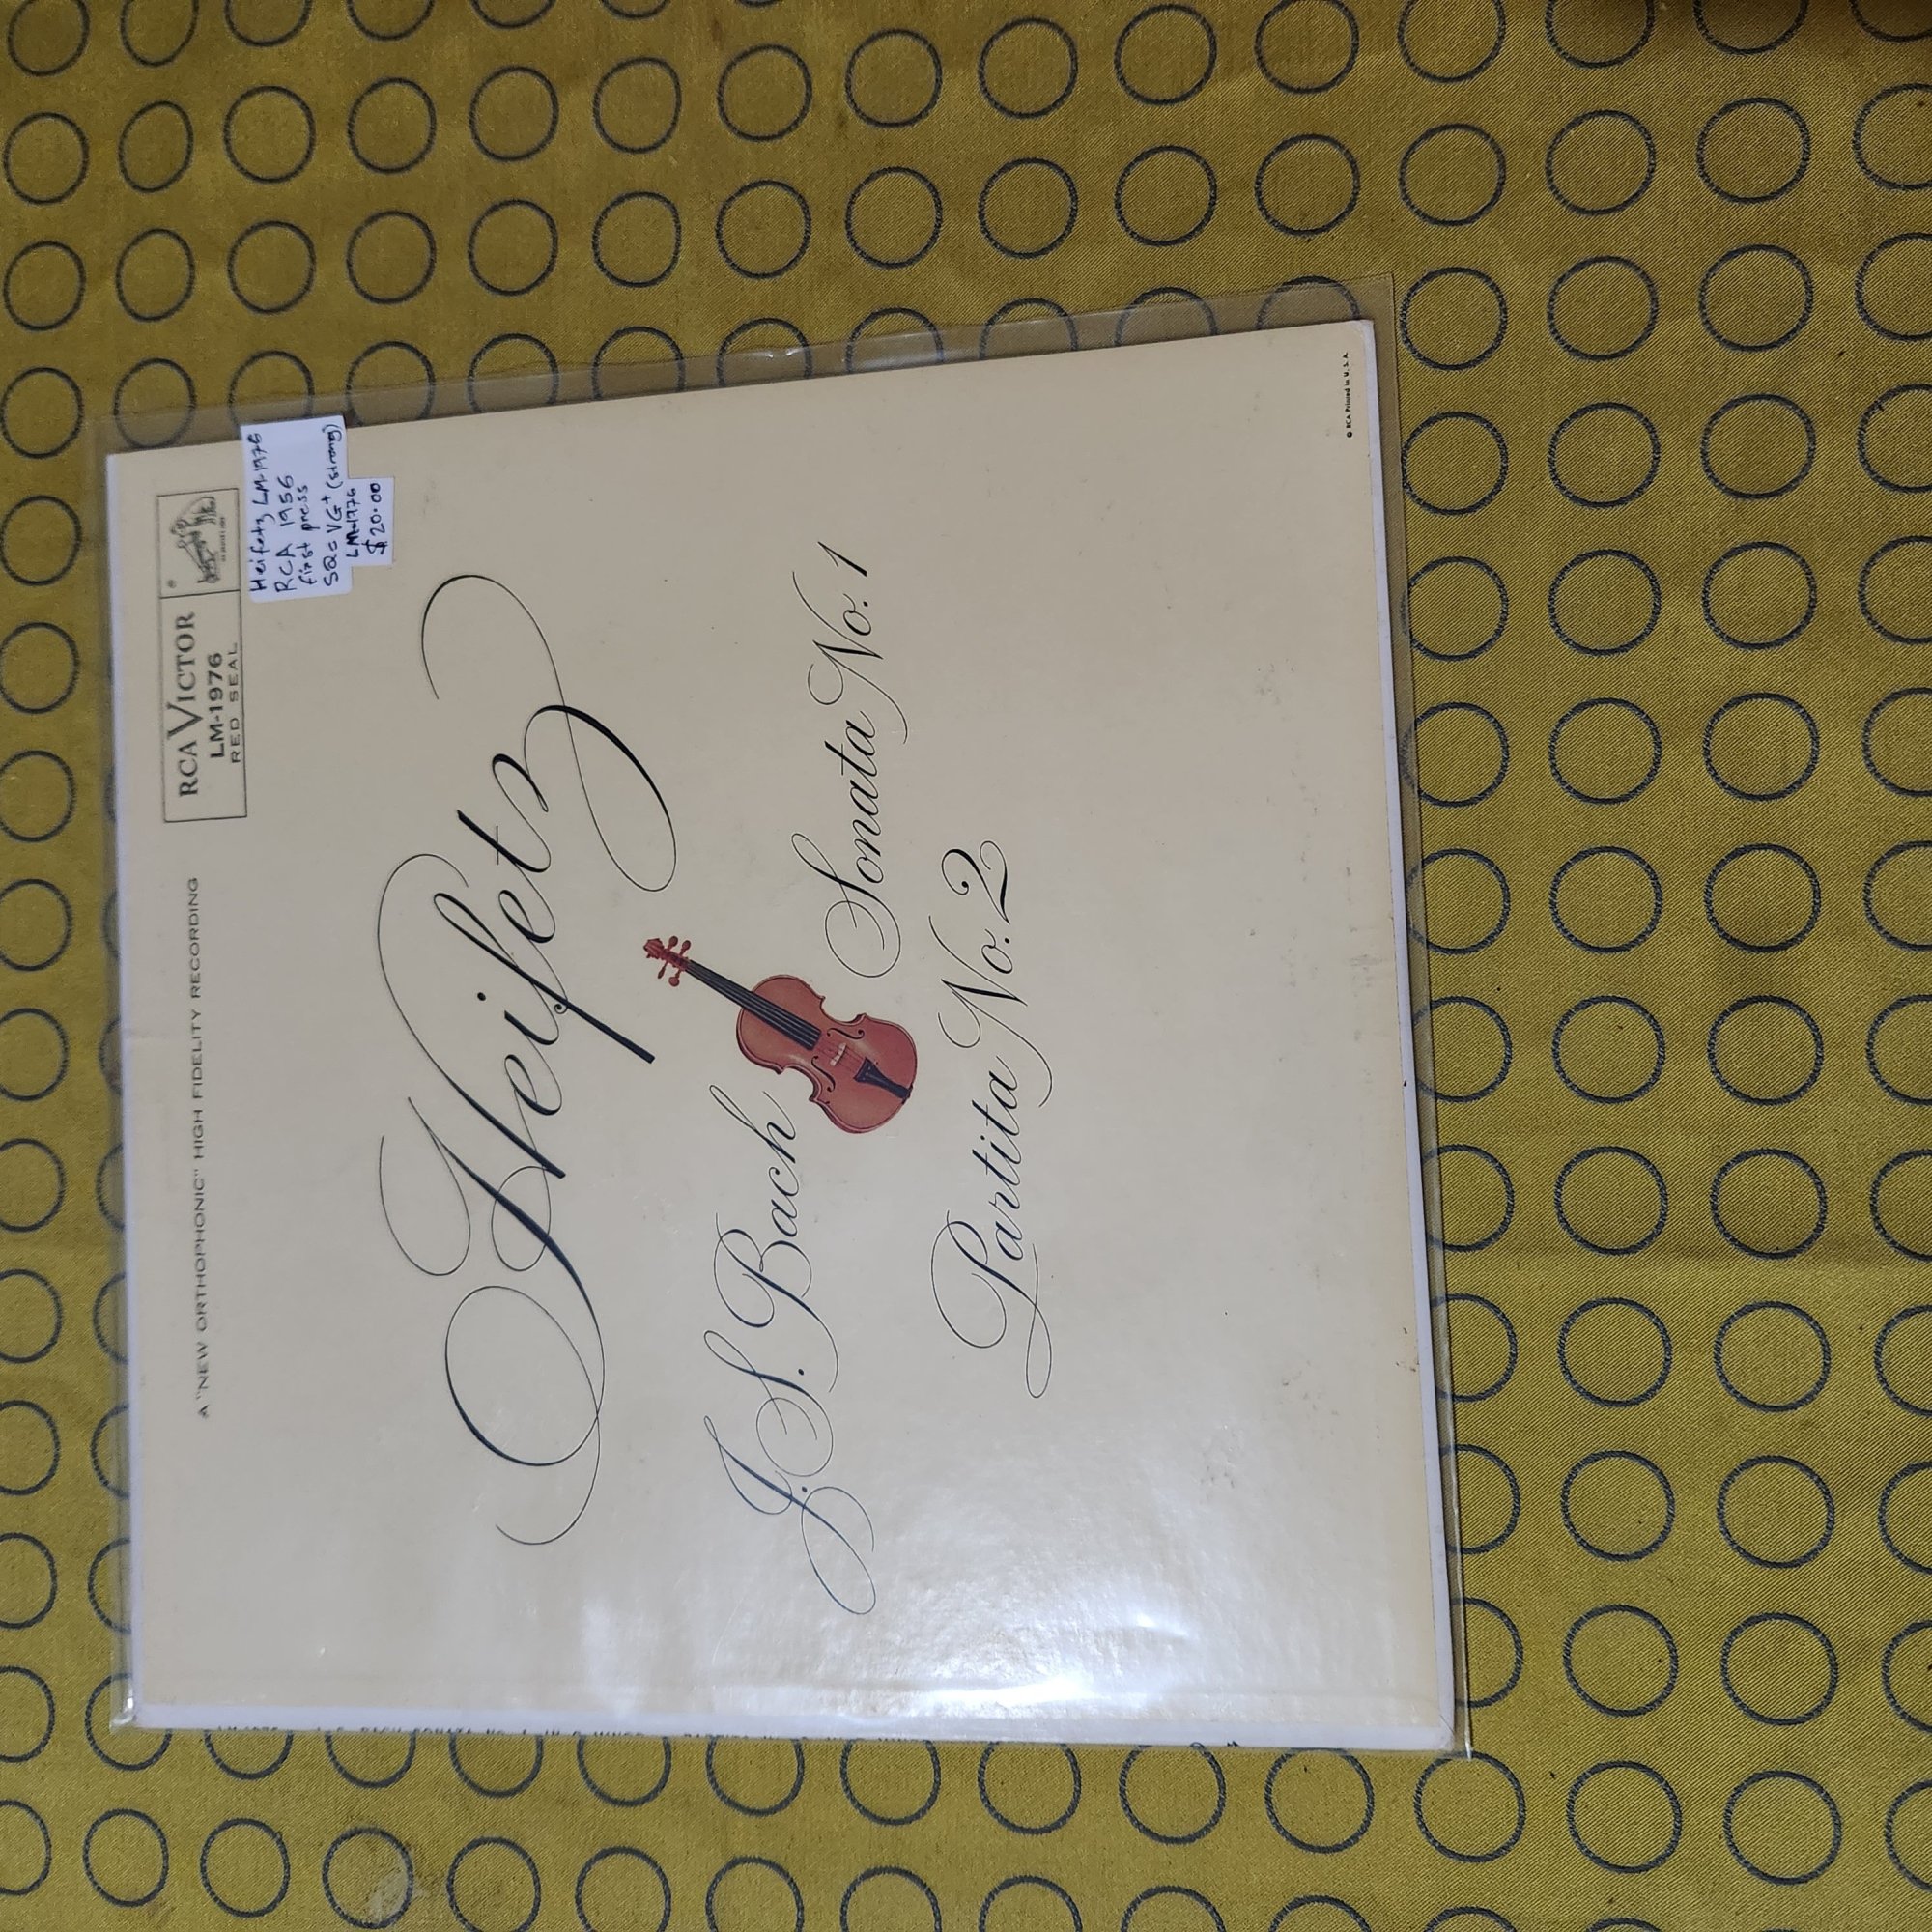 A "NEW ORTHOPHONIC" HIGH FIDELITY RECORDING
RCA VICTOR
LM-1976
RED SEAL
Heifetz LM-1976
RCA 1956
first press
SQ = VG+ (strong)
LM-1976
$20.00
Heifetz
J. S. Bach Sonata No. 1
Partita No. 2
© RCA Printed in U. S. A.